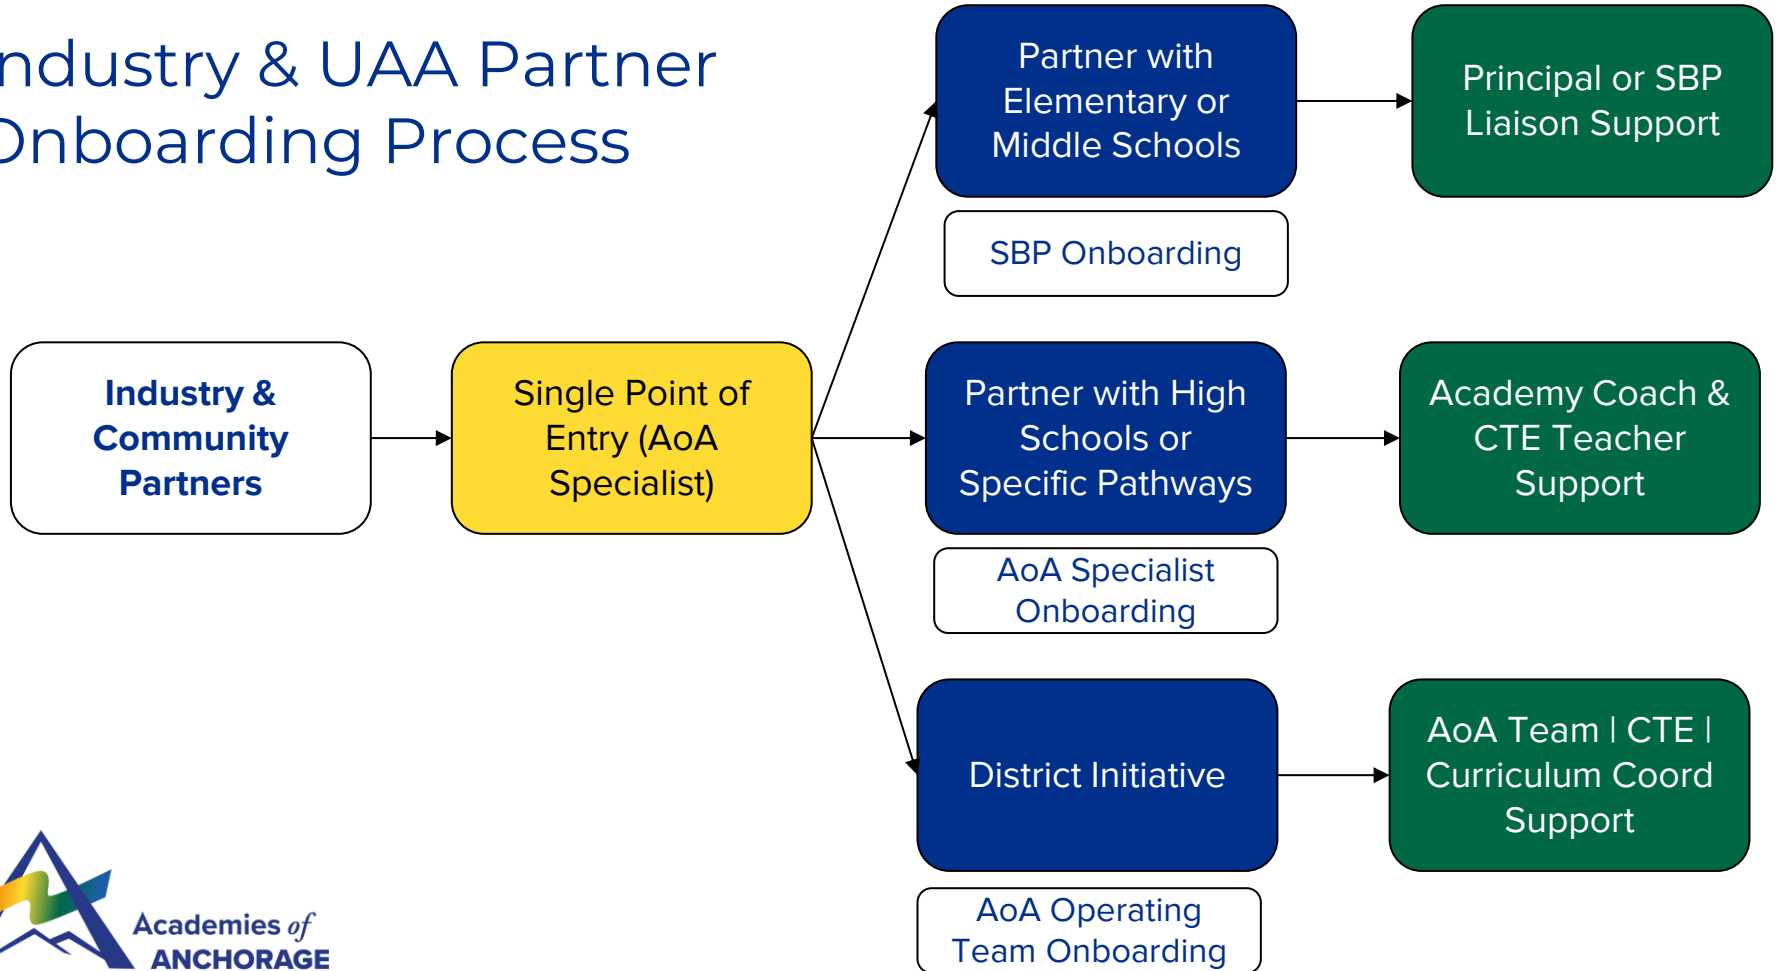 Industry & UAA Partner
Onboarding Process
Partner with
Elementary or
Middle Schools
Principal or SBP
Liaison Support
SBP Onboarding
Industry &
Community
Partners
Single Point of
Entry (AoA
Specialist)
Partner with High
Schools or
Specific Pathways
Academy Coach &
CTE Teacher
Support
AoA Specialist
Onboarding
District Initiative
AoA Team | CTE |
Curriculum Coord
Support
AoA Operating
Team Onboarding
Academies of
ANCHORAGE